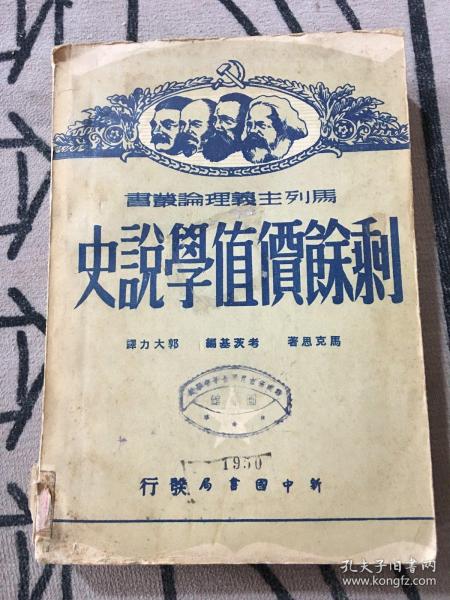 馬列主義理論叢書
剩餘價值學說史
馬克思著 考茨基編 郭大力譯
1950
新中國書局發行
孔夫子旧书网
www.kongfz.com